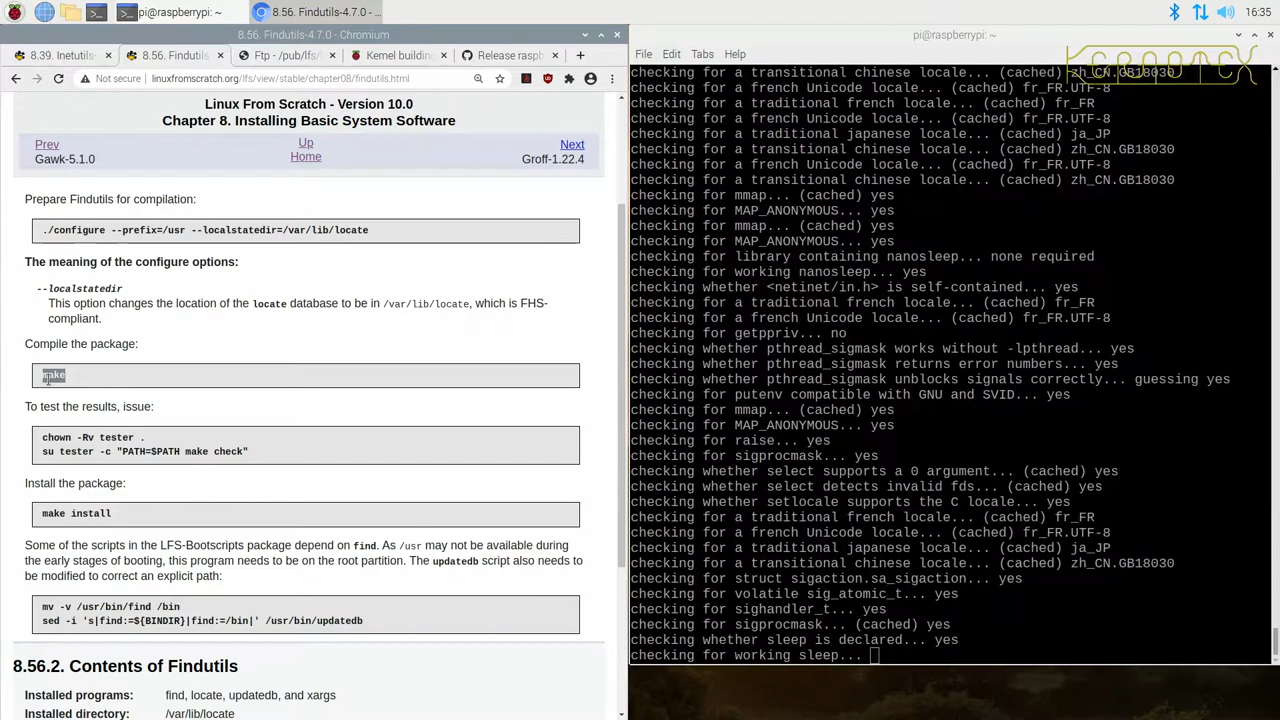 pi@raspberrypi: ~
8.56. Findutils-4.7.0 - ...
16:35
8.56. Findutils-4.7.0 - Chromium
8.39. Inetutils-
8.56. Findutils-
Ftp - /pub/lfs/
Kernel building
Release raspb
Not secure
linuxfromscratch.org/lfs/view/stable/chapter08/findutils.html
Linux From Scratch - Version 10.0
Chapter 8. Installing Basic System Software
Prev
Up
Next
Gawk-5.1.0
Home
Groff-1.22.4
Prepare Findutils for compilation:
./configure --prefix=/usr --localstatedir=/var/lib/locate
The meaning of the configure options:
--localstatedir
This option changes the location of the locate database to be in /var/lib/locate, which is FHS-
compliant.
Compile the package:
make
To test the results, issue:
chown -Rv tester .
su tester -c "PATH=$PATH make check"
Install the package:
make install
Some of the scripts in the LFS-Bootscripts package depend on find. As /usr may not be available during
the early stages of booting, this program needs to be on the root partition. The updatedb script also needs to
be modified to correct an explicit path:
mv -v /usr/bin/find /bin
sed -i 's|find:=${BINDIR}|find:=/bin|' /usr/bin/updatedb
8.56.2. Contents of Findutils
Installed programs:
find, locate, updatedb, and xargs
Installed directory:
/var/lib/locate
pi@raspberrypi: ~
File Edit Tabs Help
checking for a transitional chinese locale... (cached) zh_CN.GB18030
checking for a french Unicode locale... (cached) fr_FR.UTF-8
checking for a traditional french locale... (cached) fr_FR
checking for a french Unicode locale... (cached) fr_FR.UTF-8
checking for a traditional japanese locale... (cached) ja_JP
checking for a transitional chinese locale... (cached) zh_CN.GB18030
checking for a french Unicode locale... (cached) fr_FR.UTF-8
checking for a transitional chinese locale... (cached) zh_CN.GB18030
checking for mmap... (cached) yes
checking for MAP_ANONYMOUS... yes
checking for mmap... (cached) yes
checking for MAP_ANONYMOUS... yes
checking for library containing nanosleep... none required
checking for working nanosleep... yes
checking whether <netinet/in.h> is self-contained... yes
checking for a traditional french locale... (cached) fr_FR
checking for a french Unicode locale... (cached) fr_FR.UTF-8
checking for getppriv... no
checking whether pthread_sigmask works without -lpthread... yes
checking whether pthread_sigmask returns error numbers... yes
checking whether pthread_sigmask unblocks signals correctly... guessing yes
checking for putenv compatible with GNU and SVID... yes
checking for mmap... (cached) yes
checking for MAP_ANONYMOUS... yes
checking for raise... yes
checking for sigprocmask... yes
checking whether select supports a 0 argument... (cached) yes
checking whether select detects invalid fds... (cached) yes
checking whether setlocale supports the C locale... yes
checking for a traditional french locale... (cached) fr_FR
checking for a french Unicode locale... (cached) fr_FR.UTF-8
checking for a traditional japanese locale... (cached) ja_JP
checking for a transitional chinese locale... (cached) zh_CN.GB18030
checking for struct sigaction.sa_sigaction... yes
checking for volatile sig_atomic_t... yes
checking for sighandler_t... yes
checking for sigprocmask... (cached) yes
checking whether sleep is declared... yes
checking for working sleep...